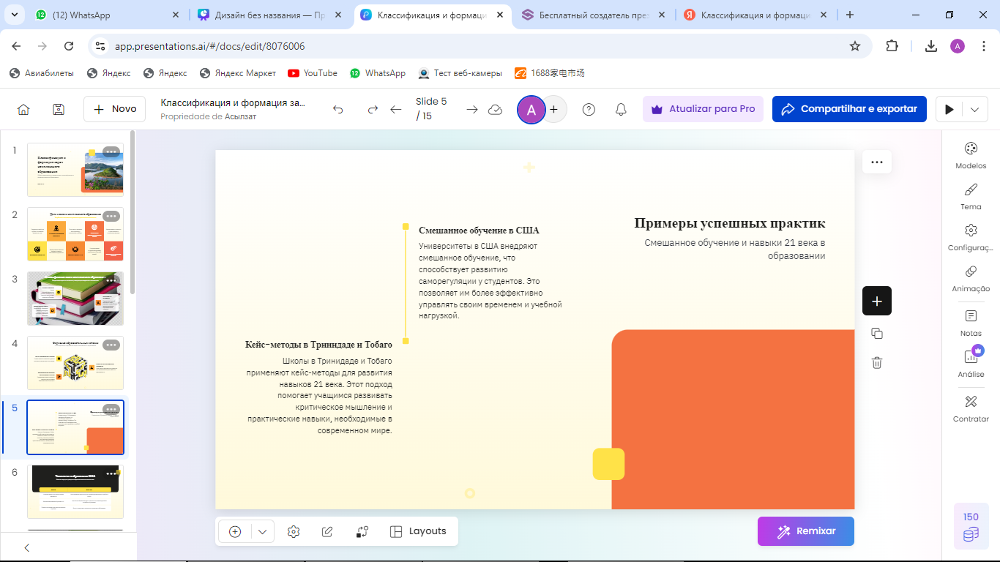 (12) WhatsApp
Дизайн без названия — Пр
Классификация и формаци
Бесплатный создатель през
Классификация и формаци
app.presentations.ai/#/docs/edit/8076006
A
Авиабилеты
Яндекс
Яндекс
Яндекс Маркет
YouTube
WhatsApp
Тест веб-камеры
1688家电市场
Novo
Классификация и формация за...
Propriedade de Асылзат
Slide 5
/ 15
A
Atualizar para Pro
Compartilhar e exportar
1
2
3
4
5
6
Примеры успешных практик
Смешанное обучение и навыки 21 века в
образовании
Смешанное обучение в США
Университеты в США внедряют
смешанное обучение, что
способствует развитию
саморегуляции у студентов. Это
позволяет им более эффективно
управлять своим временем и учебной
нагрузкой.
Кейс-методы в Тринидаде и Тобаго
Школы в Тринидаде и Тобаго
применяют кейс-методы для развития
навыков 21 века. Этот подход
помогает учащимся развивать
критическое мышление и
практические навыки, необходимые в
современном мире.
Modelos
Tema
Configuraç...
Animação
Notas
Análise
Contratar
150
Layouts
Remixar